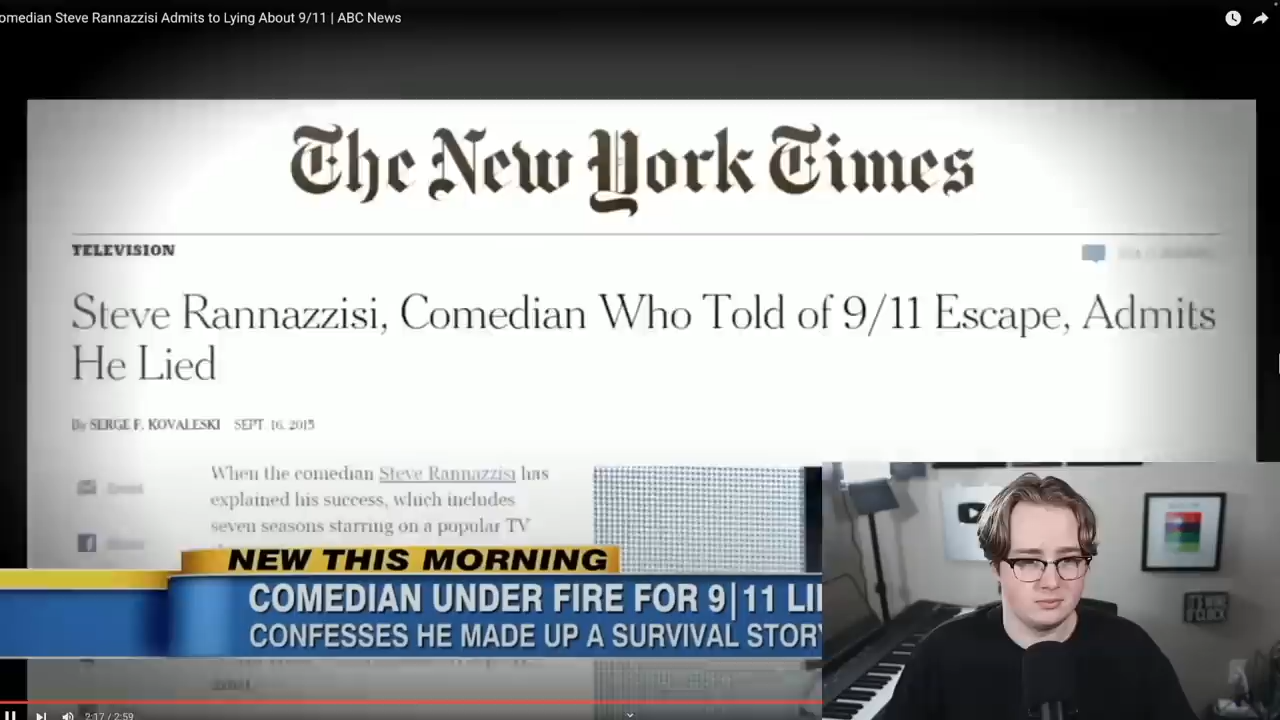 omedian Steve Rannazzisi Admits to Lying About 9/11 | ABC News
The New York Times
TELEVISION
Steve Rannazzisi, Comedian Who Told of 9/11 Escape, Admits
He Lied
By SERGE F. KOVALESKI SEPT. 16, 2015
When the comedian Steve Rannazzisi has
explained his success, which includes
seven seasons starring on a popular TV
NEW THIS MORNING
COMEDIAN UNDER FIRE FOR 9|11 LI
CONFESSES HE MADE UP A SURVIVAL STORY
2:17 / 2:59